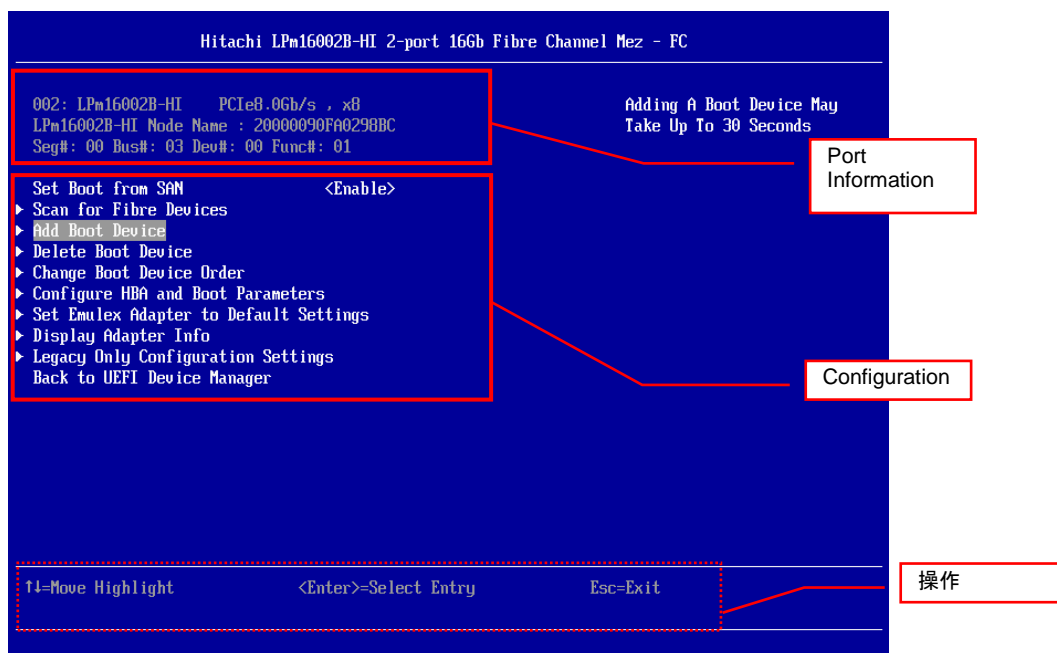 Hitachi LPm16002B-HI 2-port 16Gb Fibre Channel Mez - FC
002: LPm16002B-HI PCIe8.0Gb/s , x8
LPm16002B-HI Node Name : 20000090FA0298BC
Seg#: 00 Bus#: 03 Dev#: 00 Func#: 01
Adding A Boot Device May
Take Up To 30 Seconds
Port
Information
Set Boot from SAN <Enable>
Scan for Fibre Devices
Add Boot Device
Delete Boot Device
Change Boot Device Order
Configure HBA and Boot Parameters
Set Emulex Adapter to Default Settings
Display Adapter Info
Legacy Only Configuration Settings
Back to UEFI Device Manager
Configuration
↑↓=Move Highlight <Enter>=Select Entry Esc=Exit
操作